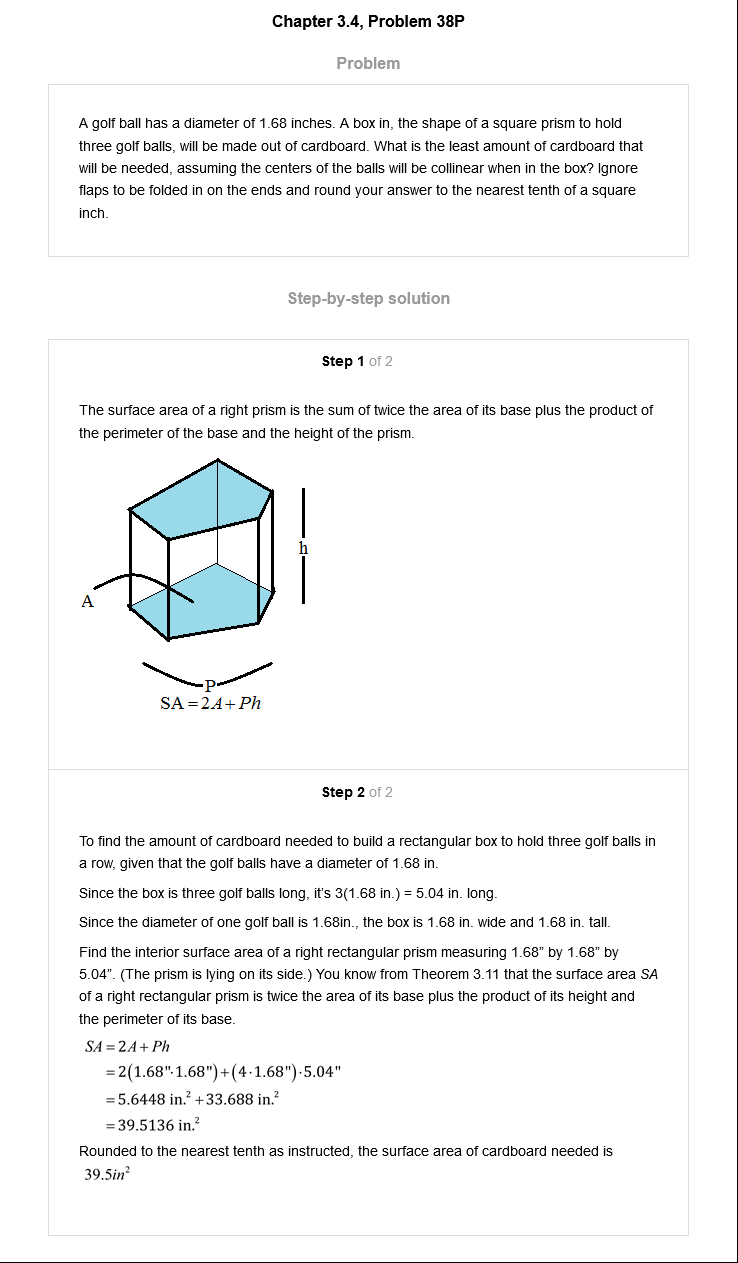 Chapter 3.4, Problem 38P
Problem
A golf ball has a diameter of 1.68 inches. A box in, the shape of a square prism to hold
three golf balls, will be made out of cardboard. What is the least amount of cardboard that
will be needed, assuming the centers of the balls will be collinear when in the box? Ignore
flaps to be folded in on the ends and round your answer to the nearest tenth of a square
inch.
Step-by-step solution
Step 1 of 2
The surface area of a right prism is the sum of twice the area of its base plus the product of
the perimeter of the base and the height of the prism.
h
A
P
SA = 2A + Ph
Step 2 of 2
To find the amount of cardboard needed to build a rectangular box to hold three golf balls in
a row, given that the golf balls have a diameter of 1.68 in.
Since the box is three golf balls long, it's 3(1.68 in.) = 5.04 in. long.
Since the diameter of one golf ball is 1.68in., the box is 1.68 in. wide and 1.68 in. tall.
Find the interior surface area of a right rectangular prism measuring 1.68” by 1.68” by
5.04”. (The prism is lying on its side.) You know from Theorem 3.11 that the surface area SA
of a right rectangular prism is twice the area of its base plus the product of its height and
the perimeter of its base.
SA = 2A + Ph
= 2(1.68"·1.68") + (4·1.68")·5.04"
= 5.6448 in.² + 33.688 in.²
= 39.5136 in.²
Rounded to the nearest tenth as instructed, the surface area of cardboard needed is
39.5in²